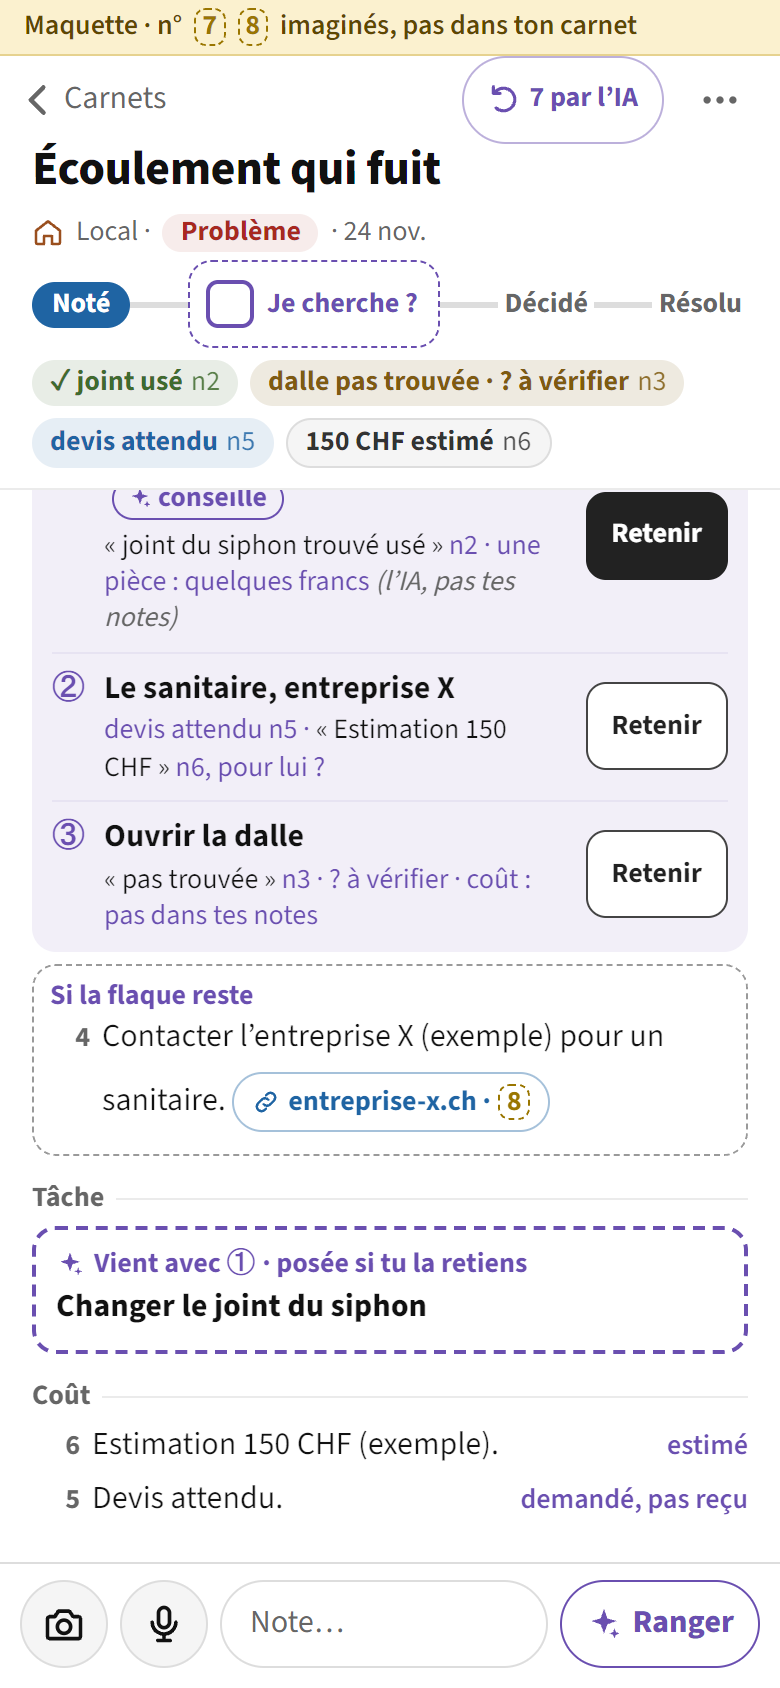 Maquette · n° 7 8 imaginés, pas dans ton carnet
Carnets
7 par l’IA
Écoulement qui fuit
Local · Problème · 24 nov.
Noté
Je cherche ?
Décidé
Résolu
✓ joint usé n2
dalle pas trouvée · ? à vérifier n3
devis attendu n5
150 CHF estimé n6
conseille
« joint du siphon trouvé usé » n2 · une
pièce : quelques francs (l’IA, pas tes
notes)
Retenir
② Le sanitaire, entreprise X
devis attendu n5 · « Estimation 150
CHF » n6, pour lui ?
Retenir
③ Ouvrir la dalle
« pas trouvée » n3 · ? à vérifier · coût :
pas dans tes notes
Retenir
Si la flaque reste
4 Contacter l’entreprise X (exemple) pour un
sanitaire. entreprise-x.ch · 8
Tâche
Vient avec ① · posée si tu la retiens
Changer le joint du siphon
Coût
6 Estimation 150 CHF (exemple). estimé
5 Devis attendu. demandé, pas reçu
Note…
Ranger